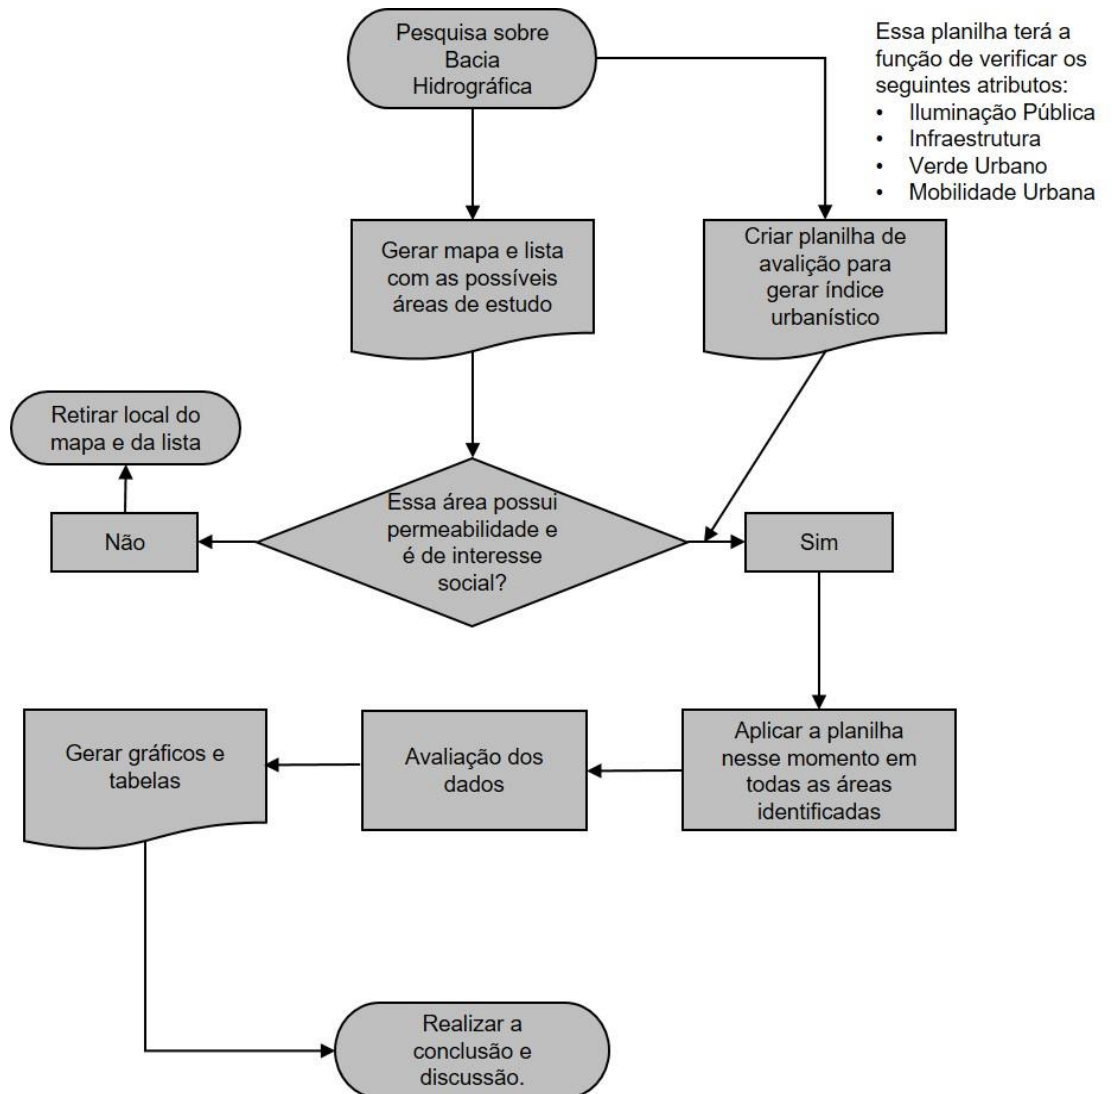 Pesquisa sobre
Bacia
Hidrográfica
Essa planilha terá a
função de verificar os
seguintes atributos:
• Iluminação Pública
• Infraestrutura
• Verde Urbano
• Mobilidade Urbana
Gerar mapa e lista
com as possíveis
áreas de estudo
Criar planilha de
avalição para
gerar índice
urbanístico
Retirar local do
mapa e da lista
Essa área possui
permeabilidade e
é de interesse
social?
Não
Sim
Gerar gráficos e
tabelas
Avaliação dos
dados
Aplicar a planilha
nesse momento em
todas as áreas
identificadas
Realizar a
conclusão e
discussão.